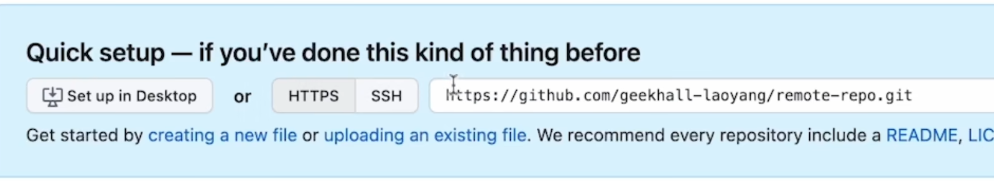 Quick setup — if you've done this kind of thing before
Set up in Desktop or HTTPS SSH https://github.com/geekhall-laoyang/remote-repo.git
Get started by creating a new file or uploading an existing file. We recommend every repository include a README, LIC